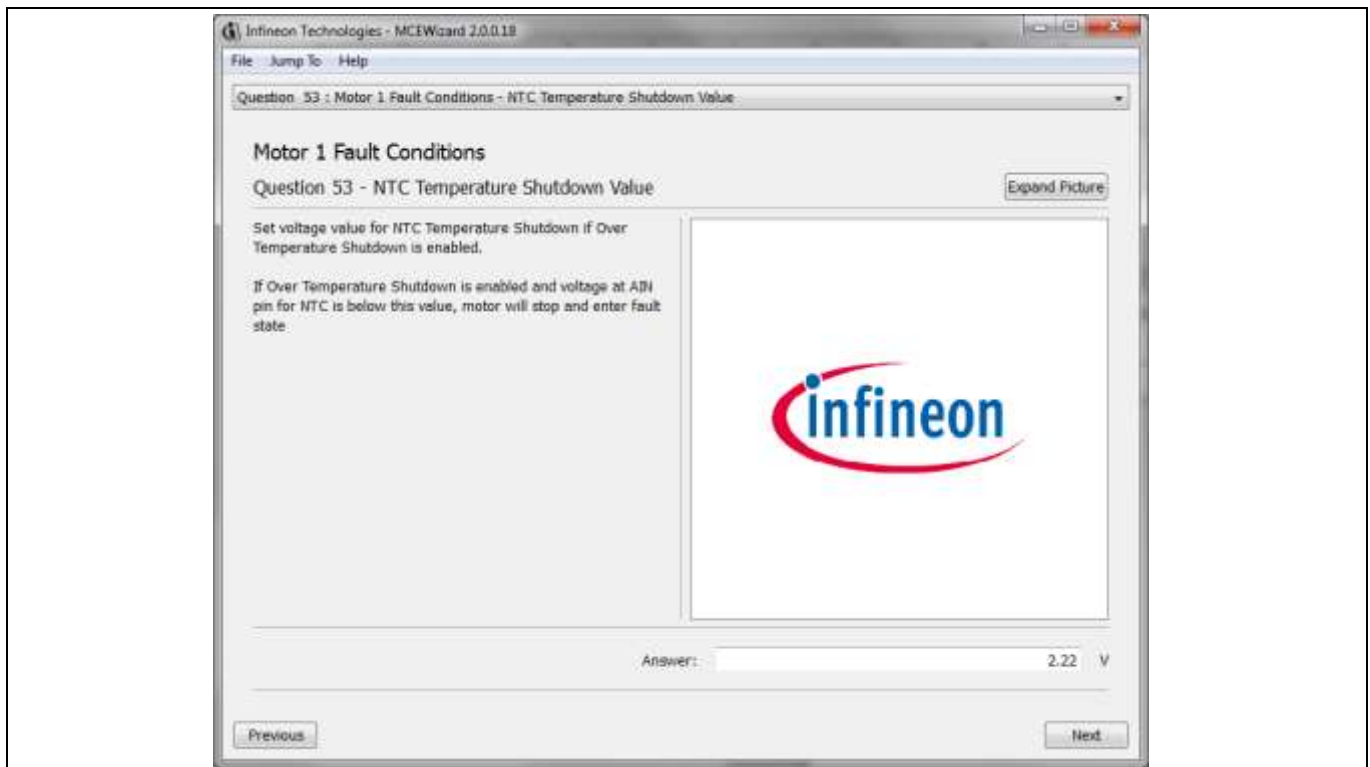 Infineon Technologies - MCEWizard 2.0.0.18
File Jump To Help
Question 53 : Motor 1 Fault Conditions - NTC Temperature Shutdown Value
Motor 1 Fault Conditions
Question 53 - NTC Temperature Shutdown Value
Expand Picture
Set voltage value for NTC Temperature Shutdown if Over
Temperature Shutdown is enabled.
If Over Temperature Shutdown is enabled and voltage at AIN
pin for NTC is below this value, motor will stop and enter fault
state
infineon
Answer: 2.22 V
Previous Next